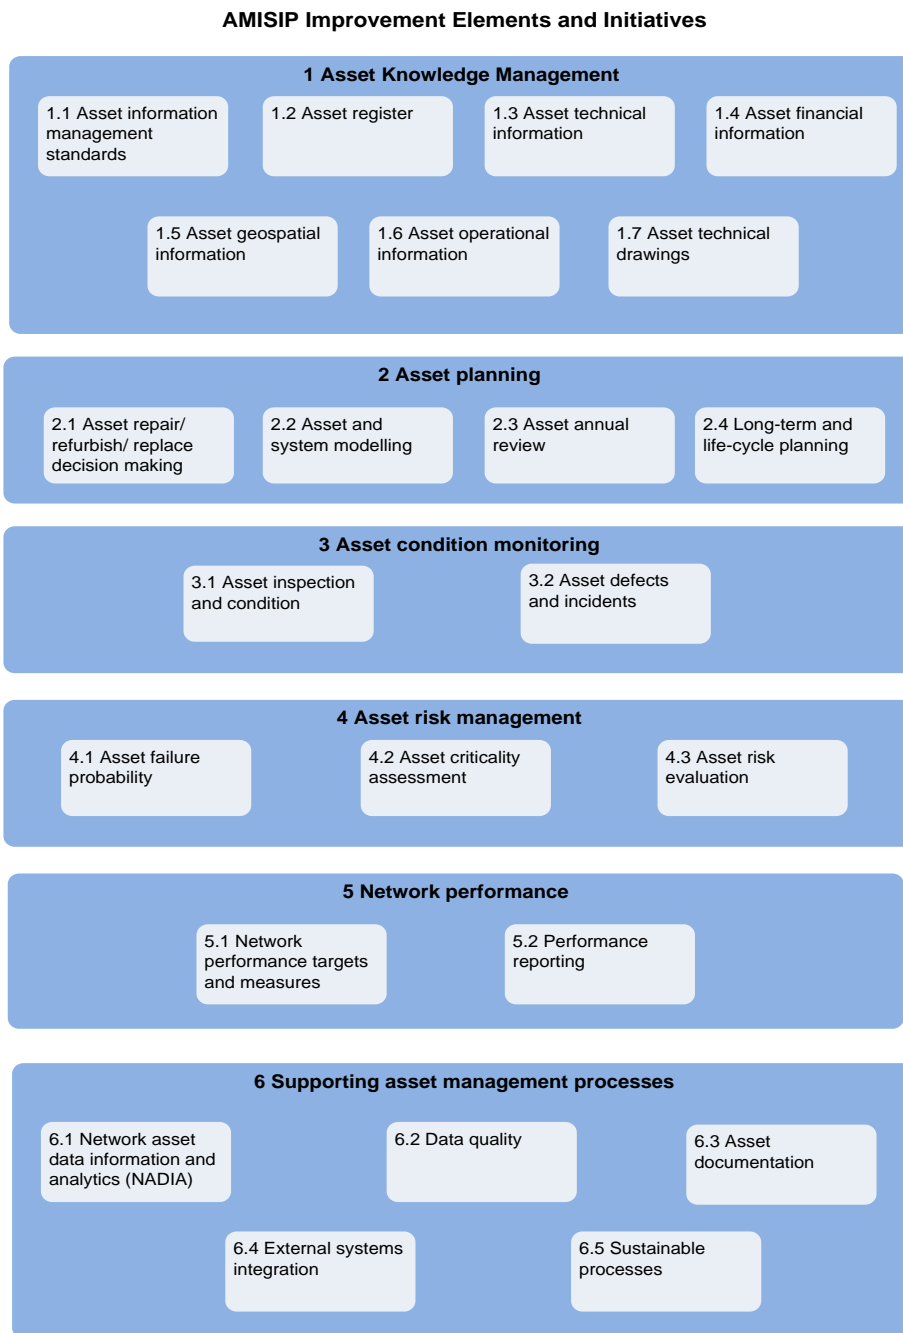 AMISIP Improvement Elements and Initiatives
1 Asset Knowledge Management
1.1 Asset information
management
standards
1.2 Asset register
1.3 Asset technical
information
1.4 Asset financial
information
1.5 Asset geospatial
information
1.6 Asset operational
information
1.7 Asset technical
drawings
2 Asset planning
2.1 Asset repair/
refurbish/ replace
decision making
2.2 Asset and
system modelling
2.3 Asset annual
review
2.4 Long-term and
life-cycle planning
3 Asset condition monitoring
3.1 Asset inspection
and condition
3.2 Asset defects
and incidents
4 Asset risk management
4.1 Asset failure
probability
4.2 Asset criticality
assessment
4.3 Asset risk
evaluation
5 Network performance
5.1 Network
performance targets
and measures
5.2 Performance
reporting
6 Supporting asset management processes
6.1 Network asset
data information and
analytics (NADIA)
6.2 Data quality
6.3 Asset
documentation
6.4 External systems
integration
6.5 Sustainable
processes